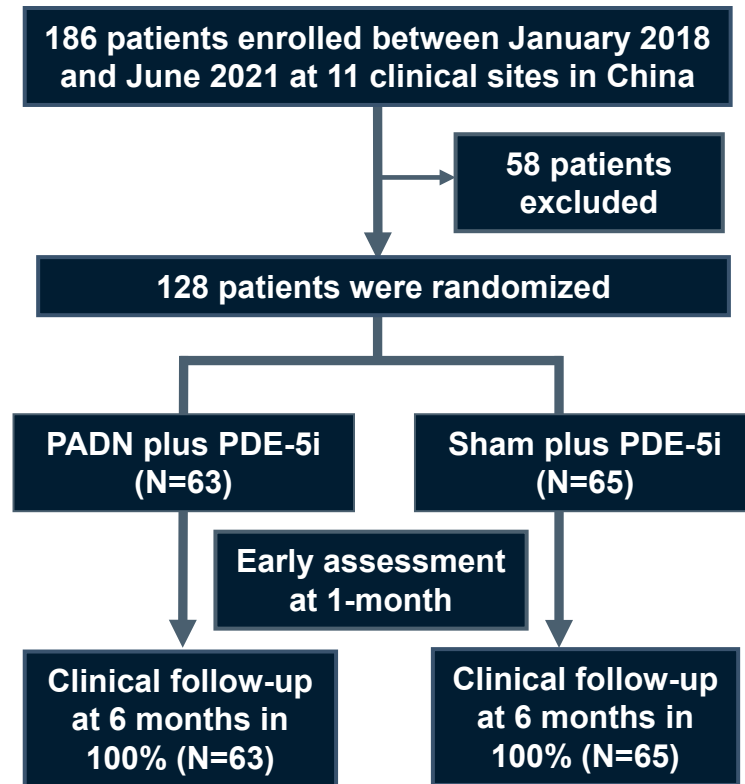 186 patients enrolled between January 2018
and June 2021 at 11 clinical sites in China
58 patients
excluded
128 patients were randomized
PADN plus PDE-5i
(N=63)
Sham plus PDE-5i
(N=65)
Early assessment
at 1-month
Clinical follow-up
at 6 months in
100% (N=63)
Clinical follow-up
at 6 months in
100% (N=65)